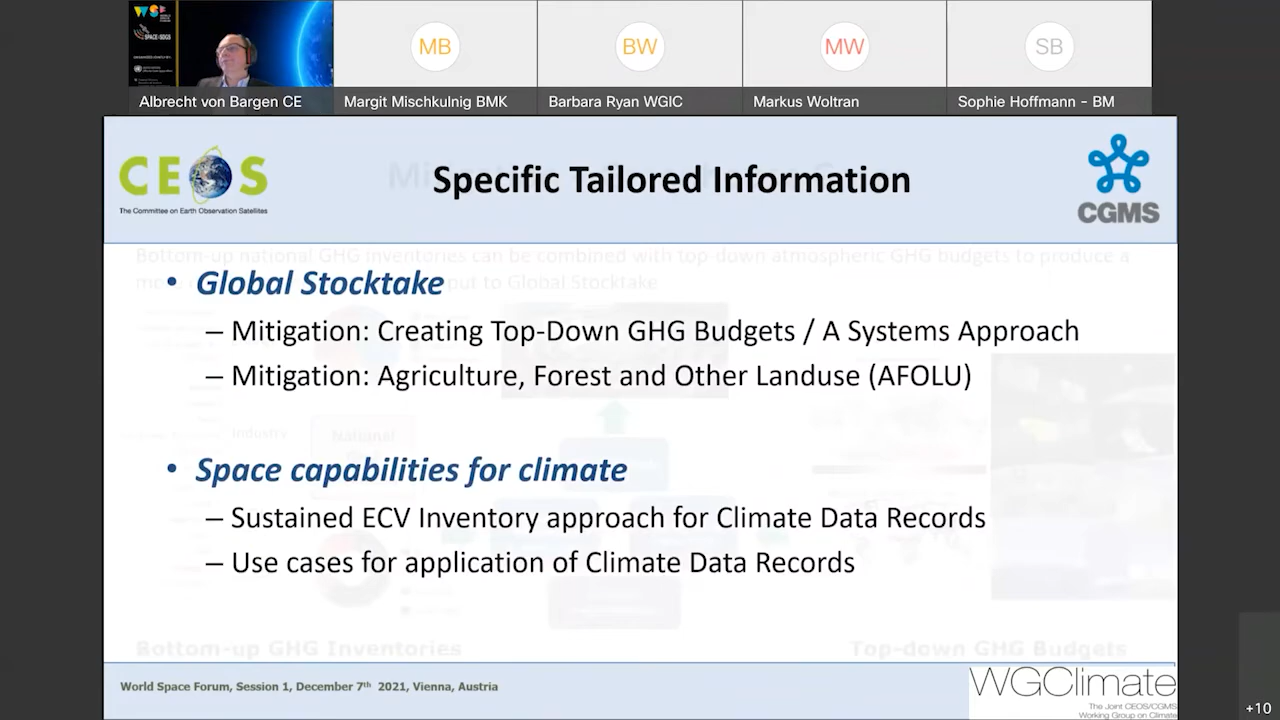 MB
BW
MW
SB
Albrecht von Bargen CE
Margit Mischkulnig BMK
Barbara Ryan WGIC
Markus Woltran
Sophie Hoffmann - BM
CEOS
The Committee on Earth Observation Satellites
Specific Tailored Information
CGMS
Bottom-up national GHG inventories can be combined with top-down atmospheric GHG budgets to produce a
put to Global Stocktake
• Global Stocktake
– Mitigation: Creating Top-Down GHG Budgets / A Systems Approach
– Mitigation: Agriculture, Forest and Other Landuse (AFOLU)
Industry
National
• Space capabilities for climate
– Sustained ECV Inventory approach for Climate Data Records
– Use cases for application of Climate Data Records
Bottom-up GHG Inventories
Top-down GHG Budgets
World Space Forum, Session 1, December 7th 2021, Vienna, Austria
WGClimate
The Joint CEOS/CGMS
Working Group on Climate
+10